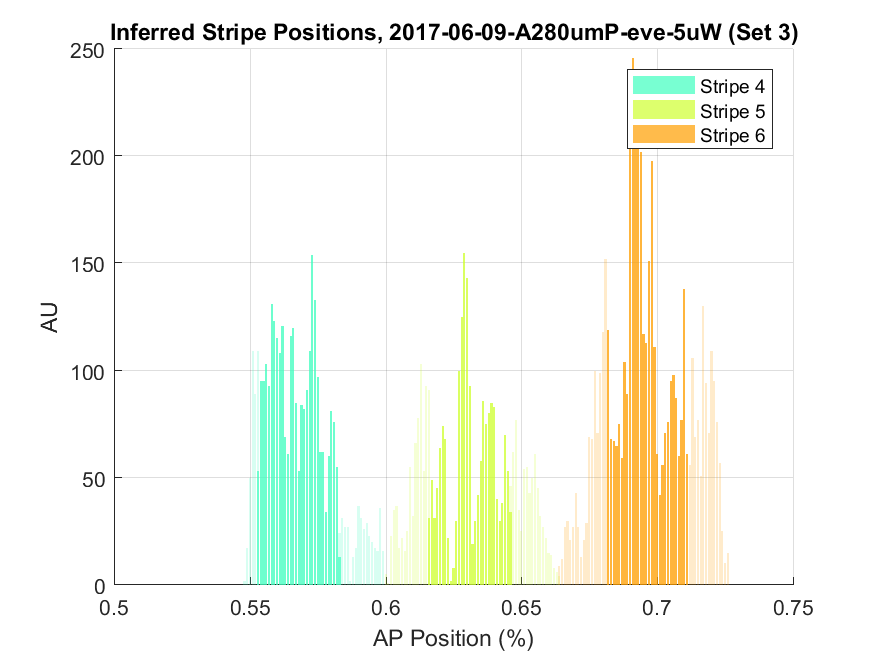 Inferred Stripe Positions, 2017-06-09-A280umP-eve-5uW (Set 3)
250
200
150
100
50
0
AU
Stripe 4
Stripe 5
Stripe 6
0.5
0.55
0.6
0.65
0.7
0.75
AP Position (%)